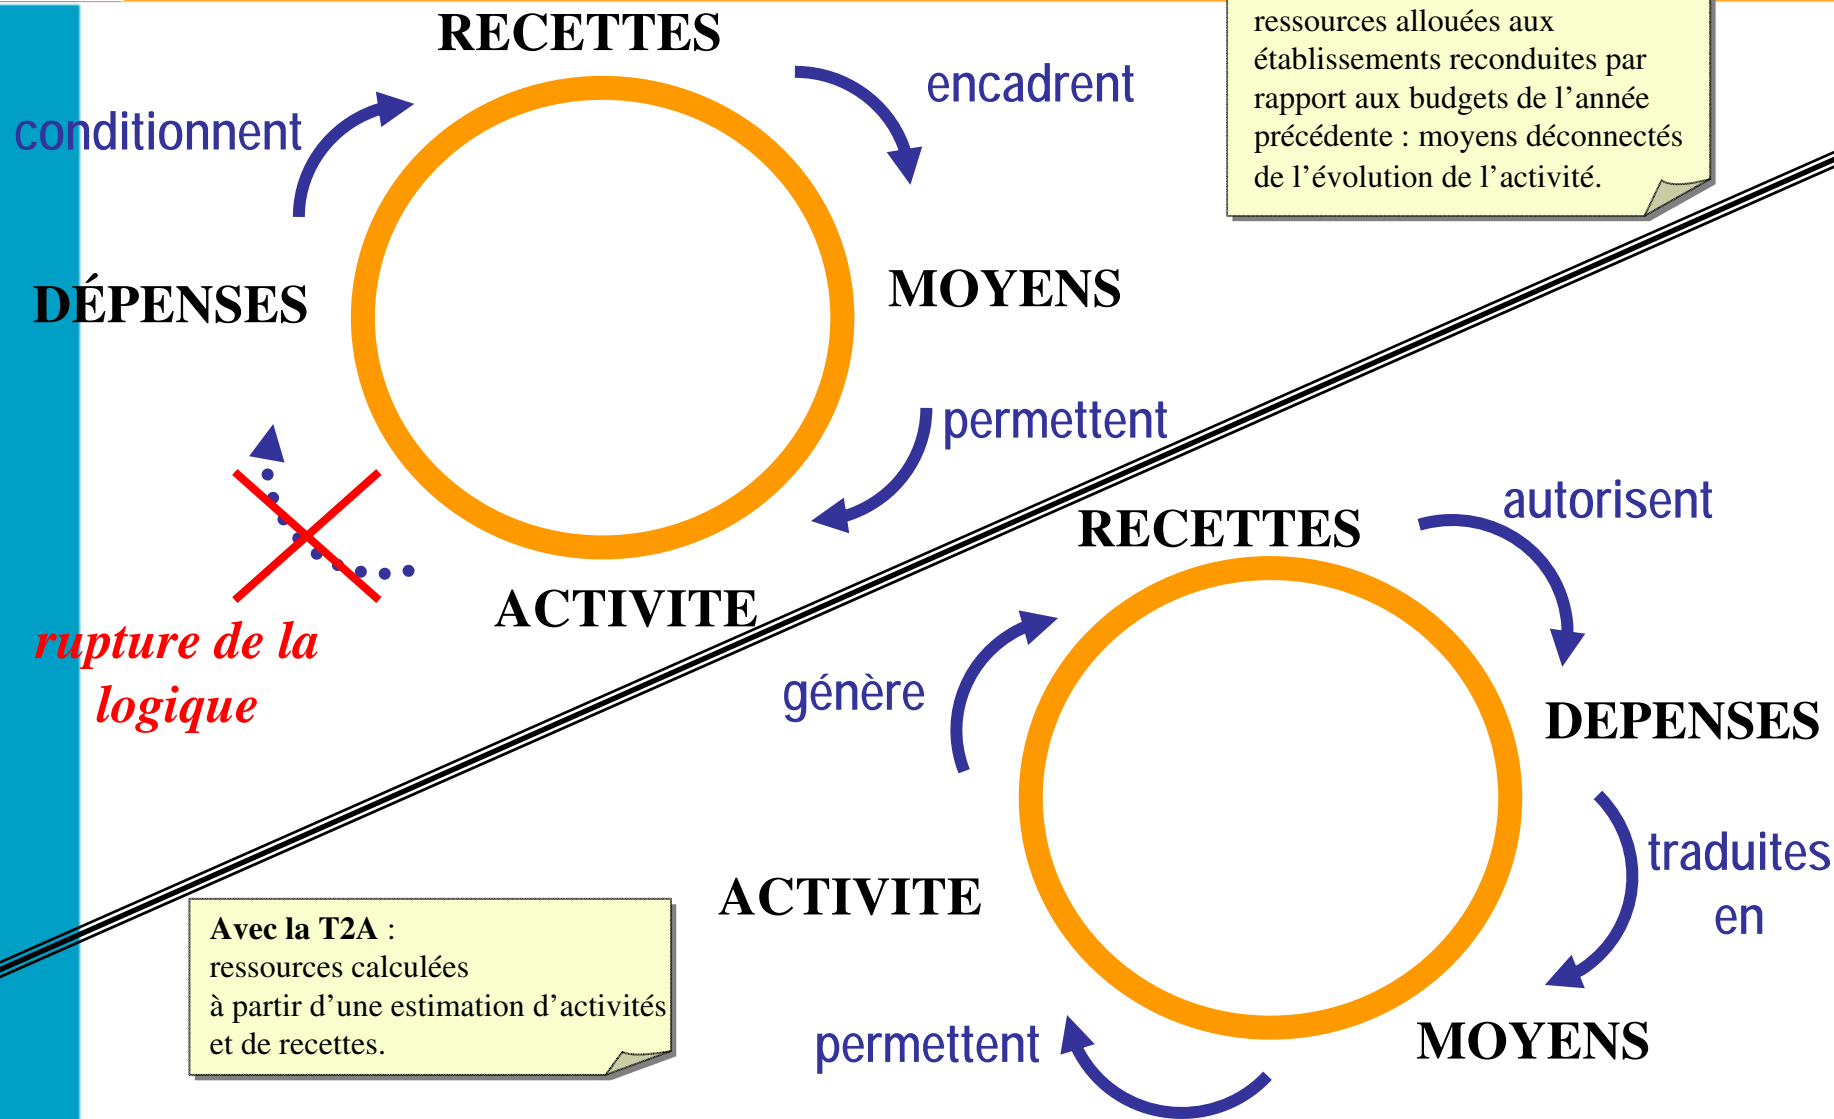 RECETTES
conditionnent
encadrent
ressources allouées aux
établissements reconduites par
rapport aux budgets de l’année
précédente : moyens déconnectés
de l’évolution de l’activité.
DÉPENSES
MOYENS
permettent
ACTIVITE
rupture de la
logique
RECETTES
autorisent
génère
DEPENSES
traduites
en
ACTIVITE
MOYENS
permettent
Avec la T2A :
ressources calculées
à partir d’une estimation d’activités
et de recettes.